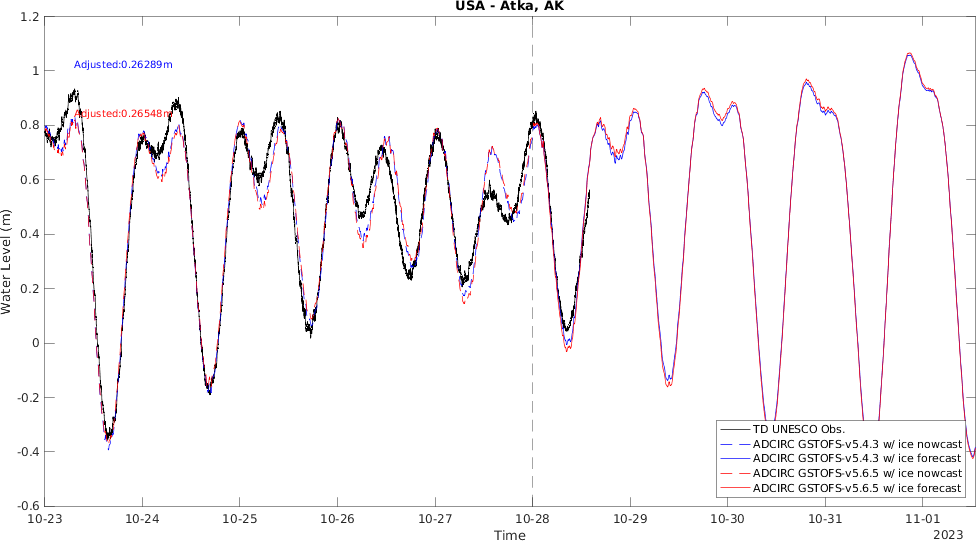 USA - Atka, AK
1.2
1
0.8
0.6
0.4
0.2
0
-0.2
-0.4
-0.6
Water Level (m)
Adjusted:0.26289m
Adjusted:0.26548m
TD UNESCO Obs.
ADCIRC GSTOFS-v5.4.3 w/ ice nowcast
ADCIRC GSTOFS-v5.4.3 w/ ice forecast
ADCIRC GSTOFS-v5.6.5 w/ ice nowcast
ADCIRC GSTOFS-v5.6.5 w/ ice forecast
10-23 10-24 10-25 10-26 10-27 10-28 10-29 10-30 10-31 11-01
Time
2023